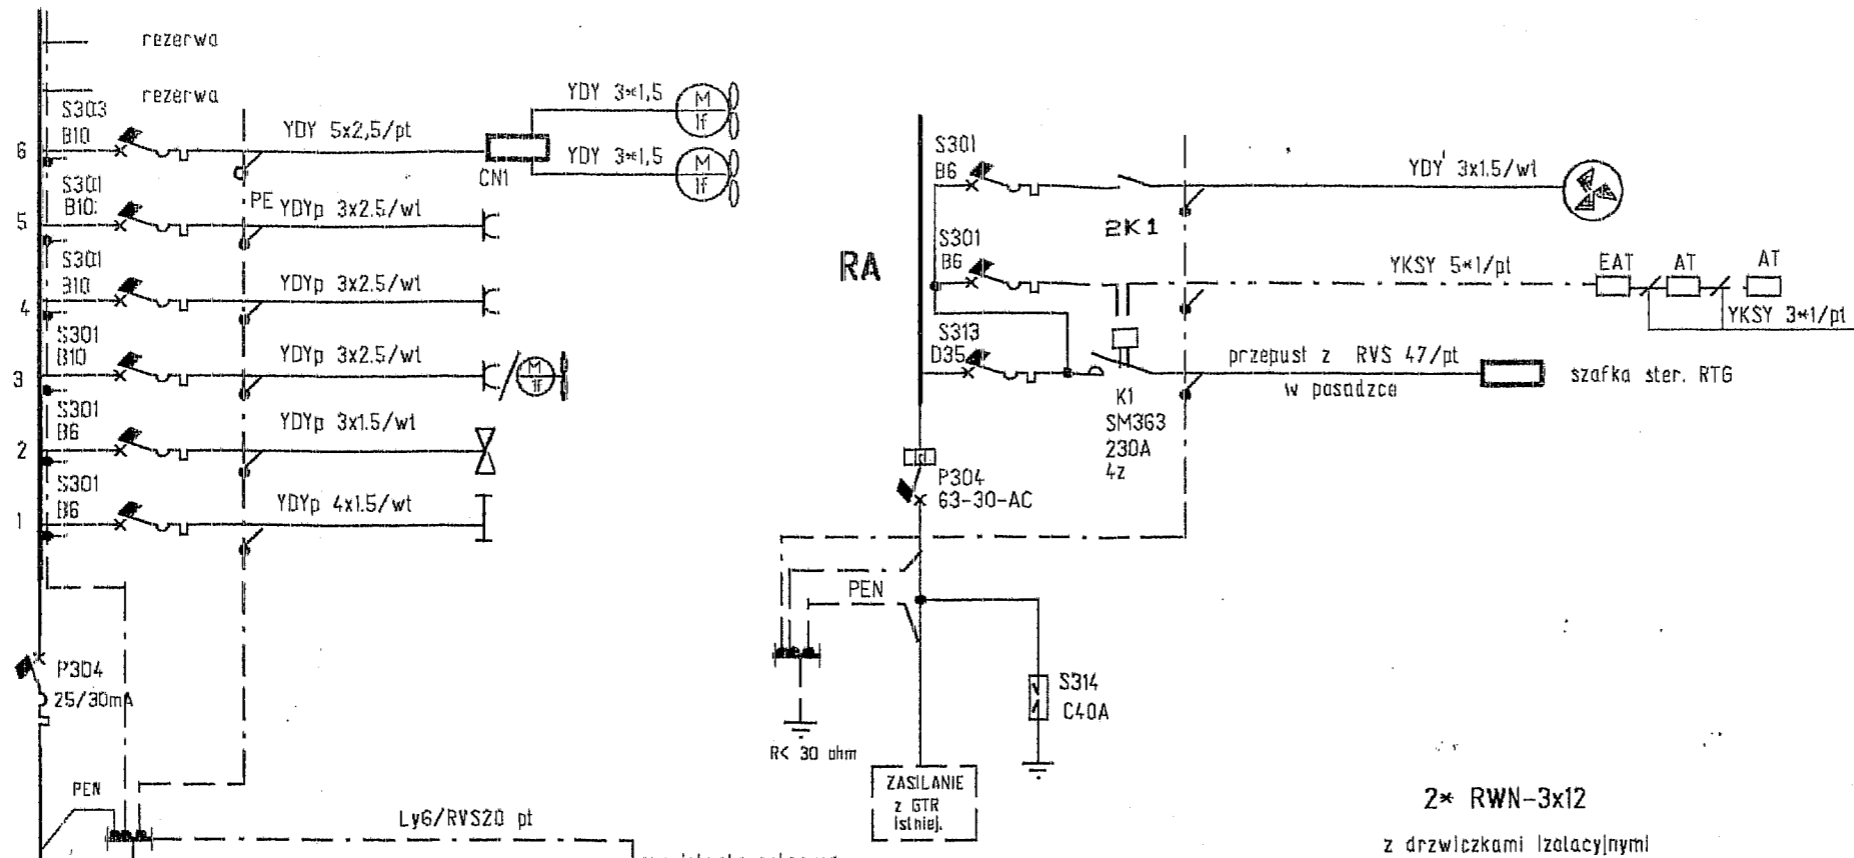 rezerwa
rezerwa
S303
B10
6
YDY 5x2,5/pt
CN1
YDY 3*1,5
M
1f
YDY 3*1,5
M
1f
S301
B10
5
PE
YDYp 3x2.5/wt
S301
B10
4
YDYp 3x2.5/wt
S301
B10
3
YDYp 3x2.5/wt
M
1f
S301
B6
2
YDYp 3x1.5/wt
S301
B6
1
YDYp 4x1.5/wt
P304
25/30mA
PEN
Ly6/RVS20 pt
RA
S301
B6
2K1
YDY 3x1.5/wt
S301
B6
YKSY 5*1/pt
EAT
AT
AT
YKSY 3*1/pt
S313
D35
K1
SM363
230A
4z
przepust z RVS 47/pt
w posadzce
szafka ster. RTG
P304
63-30-AC
PEN
R< 30 ohm
S314
C40A
ZASILANIE
z GTR
istniej.
2* RWN-3x12
z drzwiczkami izolacyjnymi